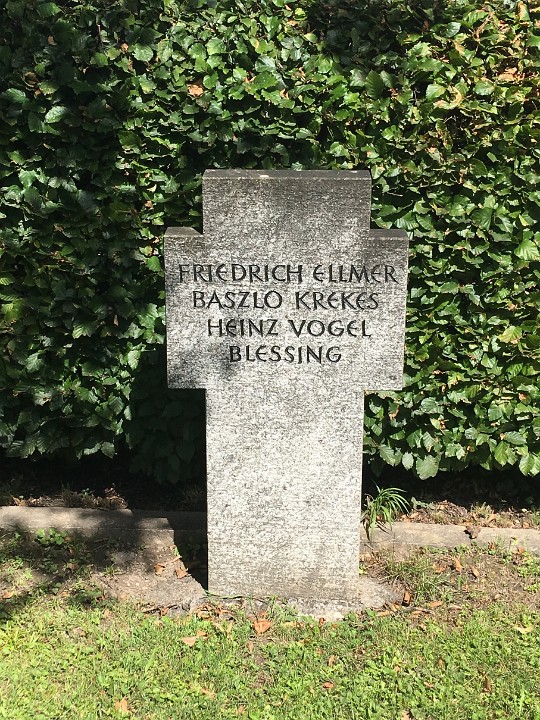 FRIEDRICH ELLMER
BASZLO KREKES
HEINZ VOGEL
BLESSING